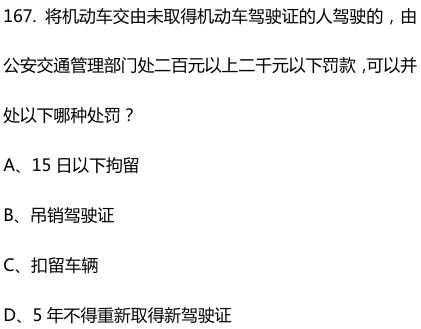 167. 将机动车交由未取得机动车驾驶证的人驾驶的，由
公安交通管理部门处二百元以上二千元以下罚款,可以并
处以下哪种处罚？
A、15 日以下拘留
B、吊销驾驶证
C、扣留车辆
D、5 年不得重新取得新驾驶证